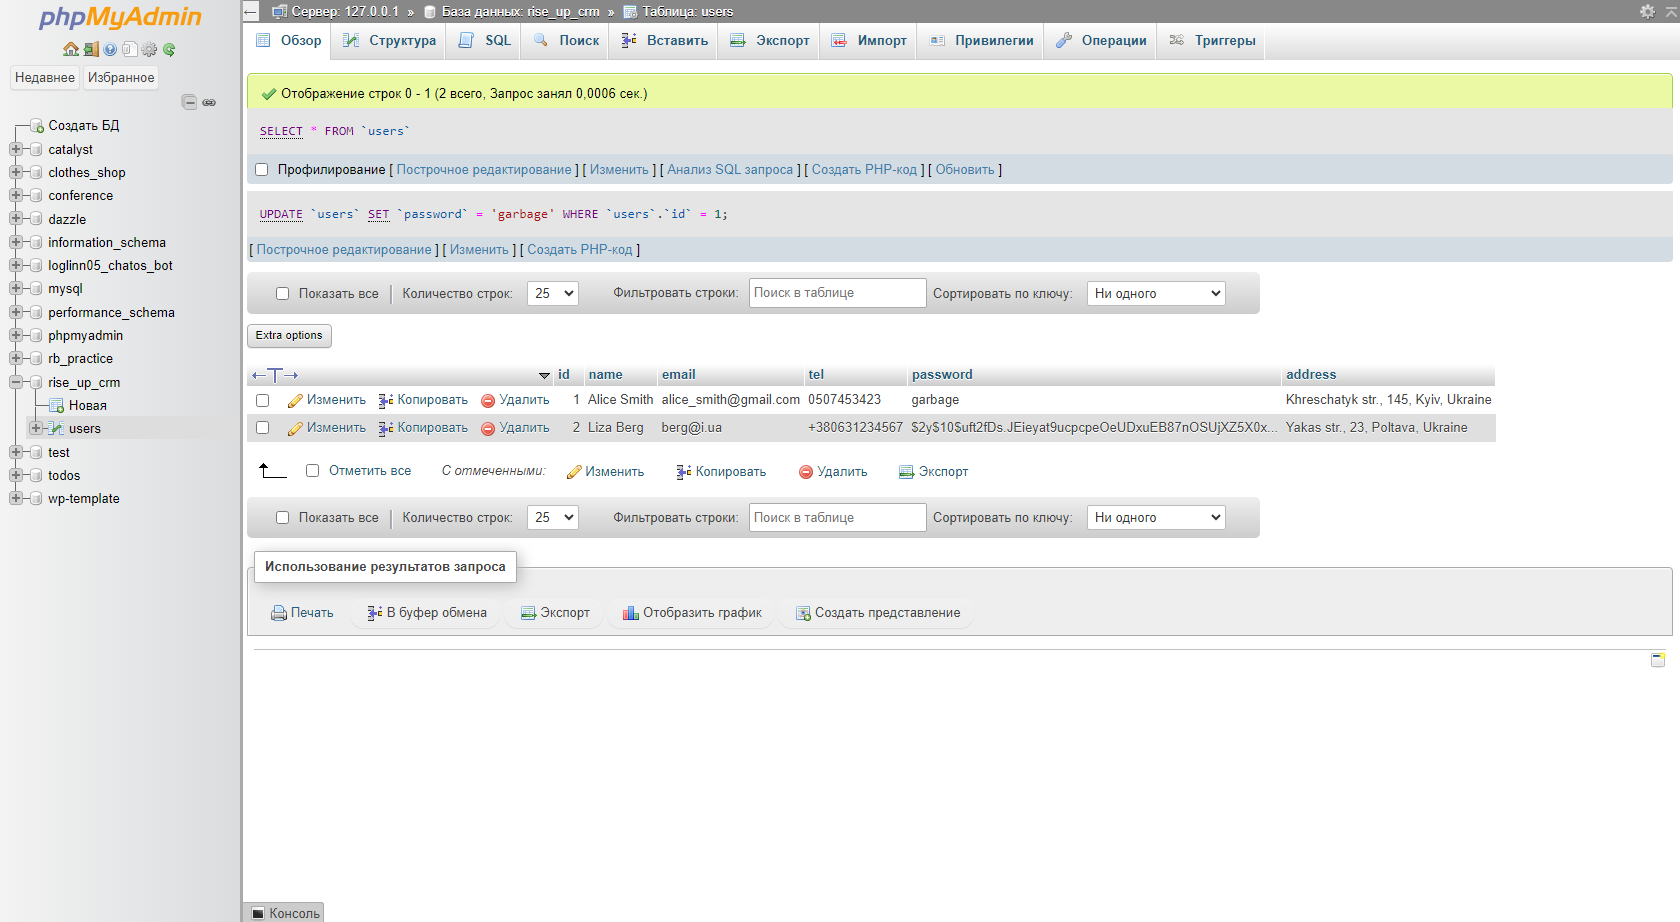 phpMyAdmin
Недавнее Избранное
Создать БД
catalyst
clothes_shop
conference
dazzle
information_schema
loglinn05_chatos_bot
mysql
performance_schema
phpmyadmin
rb_practice
rise_up_crm
Новая
users
test
todos
wp-template
Сервер: 127.0.0.1 » База данных: rise_up_crm » Таблица: users
Обзор Структура SQL Поиск Вставить Экспорт Импорт Привилегии Операции Триггеры
Отображение строк 0 - 1 (2 всего, Запрос занял 0,0006 сек.)
SELECT * FROM `users`
Профилирование [ Построчное редактирование ] [ Изменить ] [ Анализ SQL запроса ] [ Создать PHP-код ] [ Обновить ]
UPDATE `users` SET `password` = 'garbage' WHERE `users`.`id` = 1;
[ Построчное редактирование ] [ Изменить ] [ Создать PHP-код ]
Показать все Количество строк: 25 Фильтровать строки: Поиск в таблице Сортировать по ключу: Ни одного
Extra options
id name email tel password address
Изменить Копировать Удалить 1 Alice Smith alice_smith@gmail.com 0507453423 garbage Khreschatyk str., 145, Kyiv, Ukraine
Изменить Копировать Удалить 2 Liza Berg berg@i.ua +380631234567 $2y$10$uft2fDs.JEieyat9ucpcpeOeUDxuEB87nOSUjXZ5X0x... Yakas str., 23, Poltava, Ukraine
Отметить все С отмеченными: Изменить Копировать Удалить Экспорт
Показать все Количество строк: 25 Фильтровать строки: Поиск в таблице Сортировать по ключу: Ни одного
Использование результатов запроса
Печать В буфер обмена Экспорт Отобразить график Создать представление
Консоль